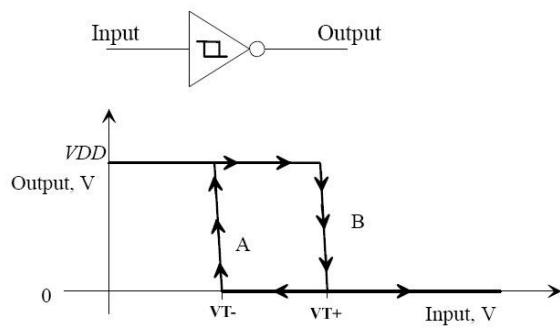 Input Output
VDD
Output, V
A B
0
VT- VT+ Input, V